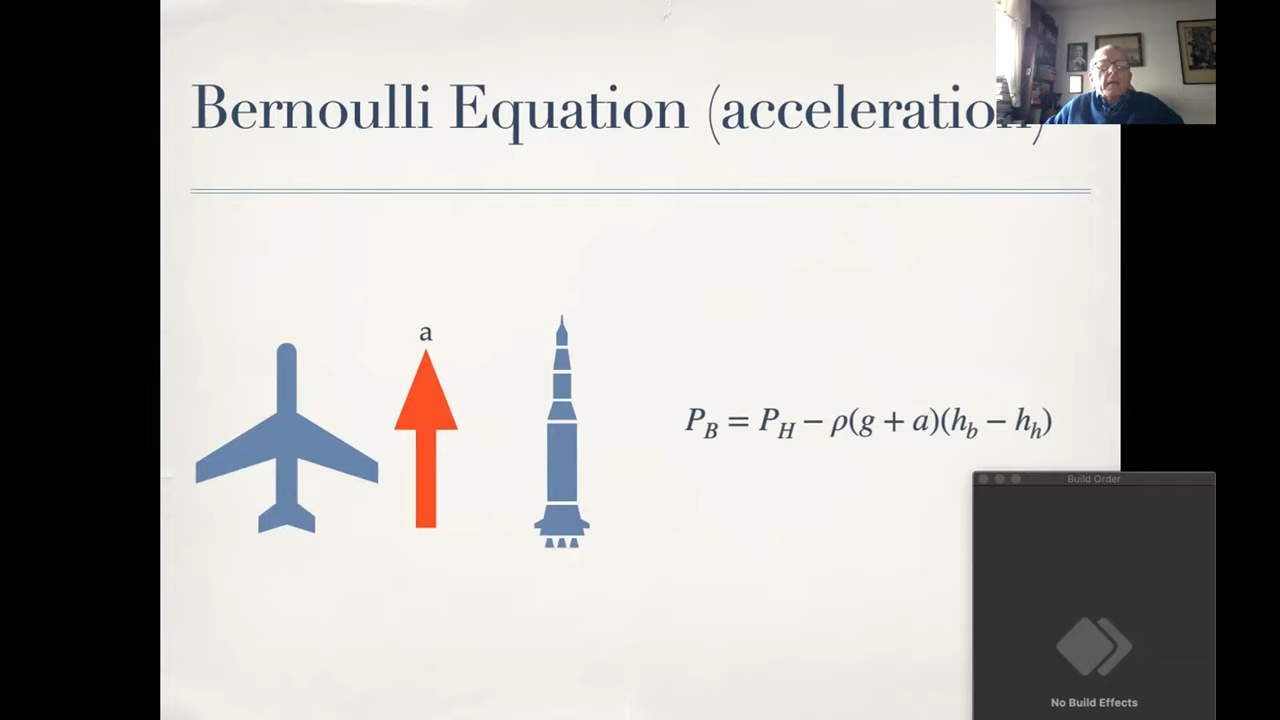 Bernoulli Equation (acceleration)
a
P_B = P_H − ρ(g + a)(h_b − h_h)
Build Order
No Build Effects